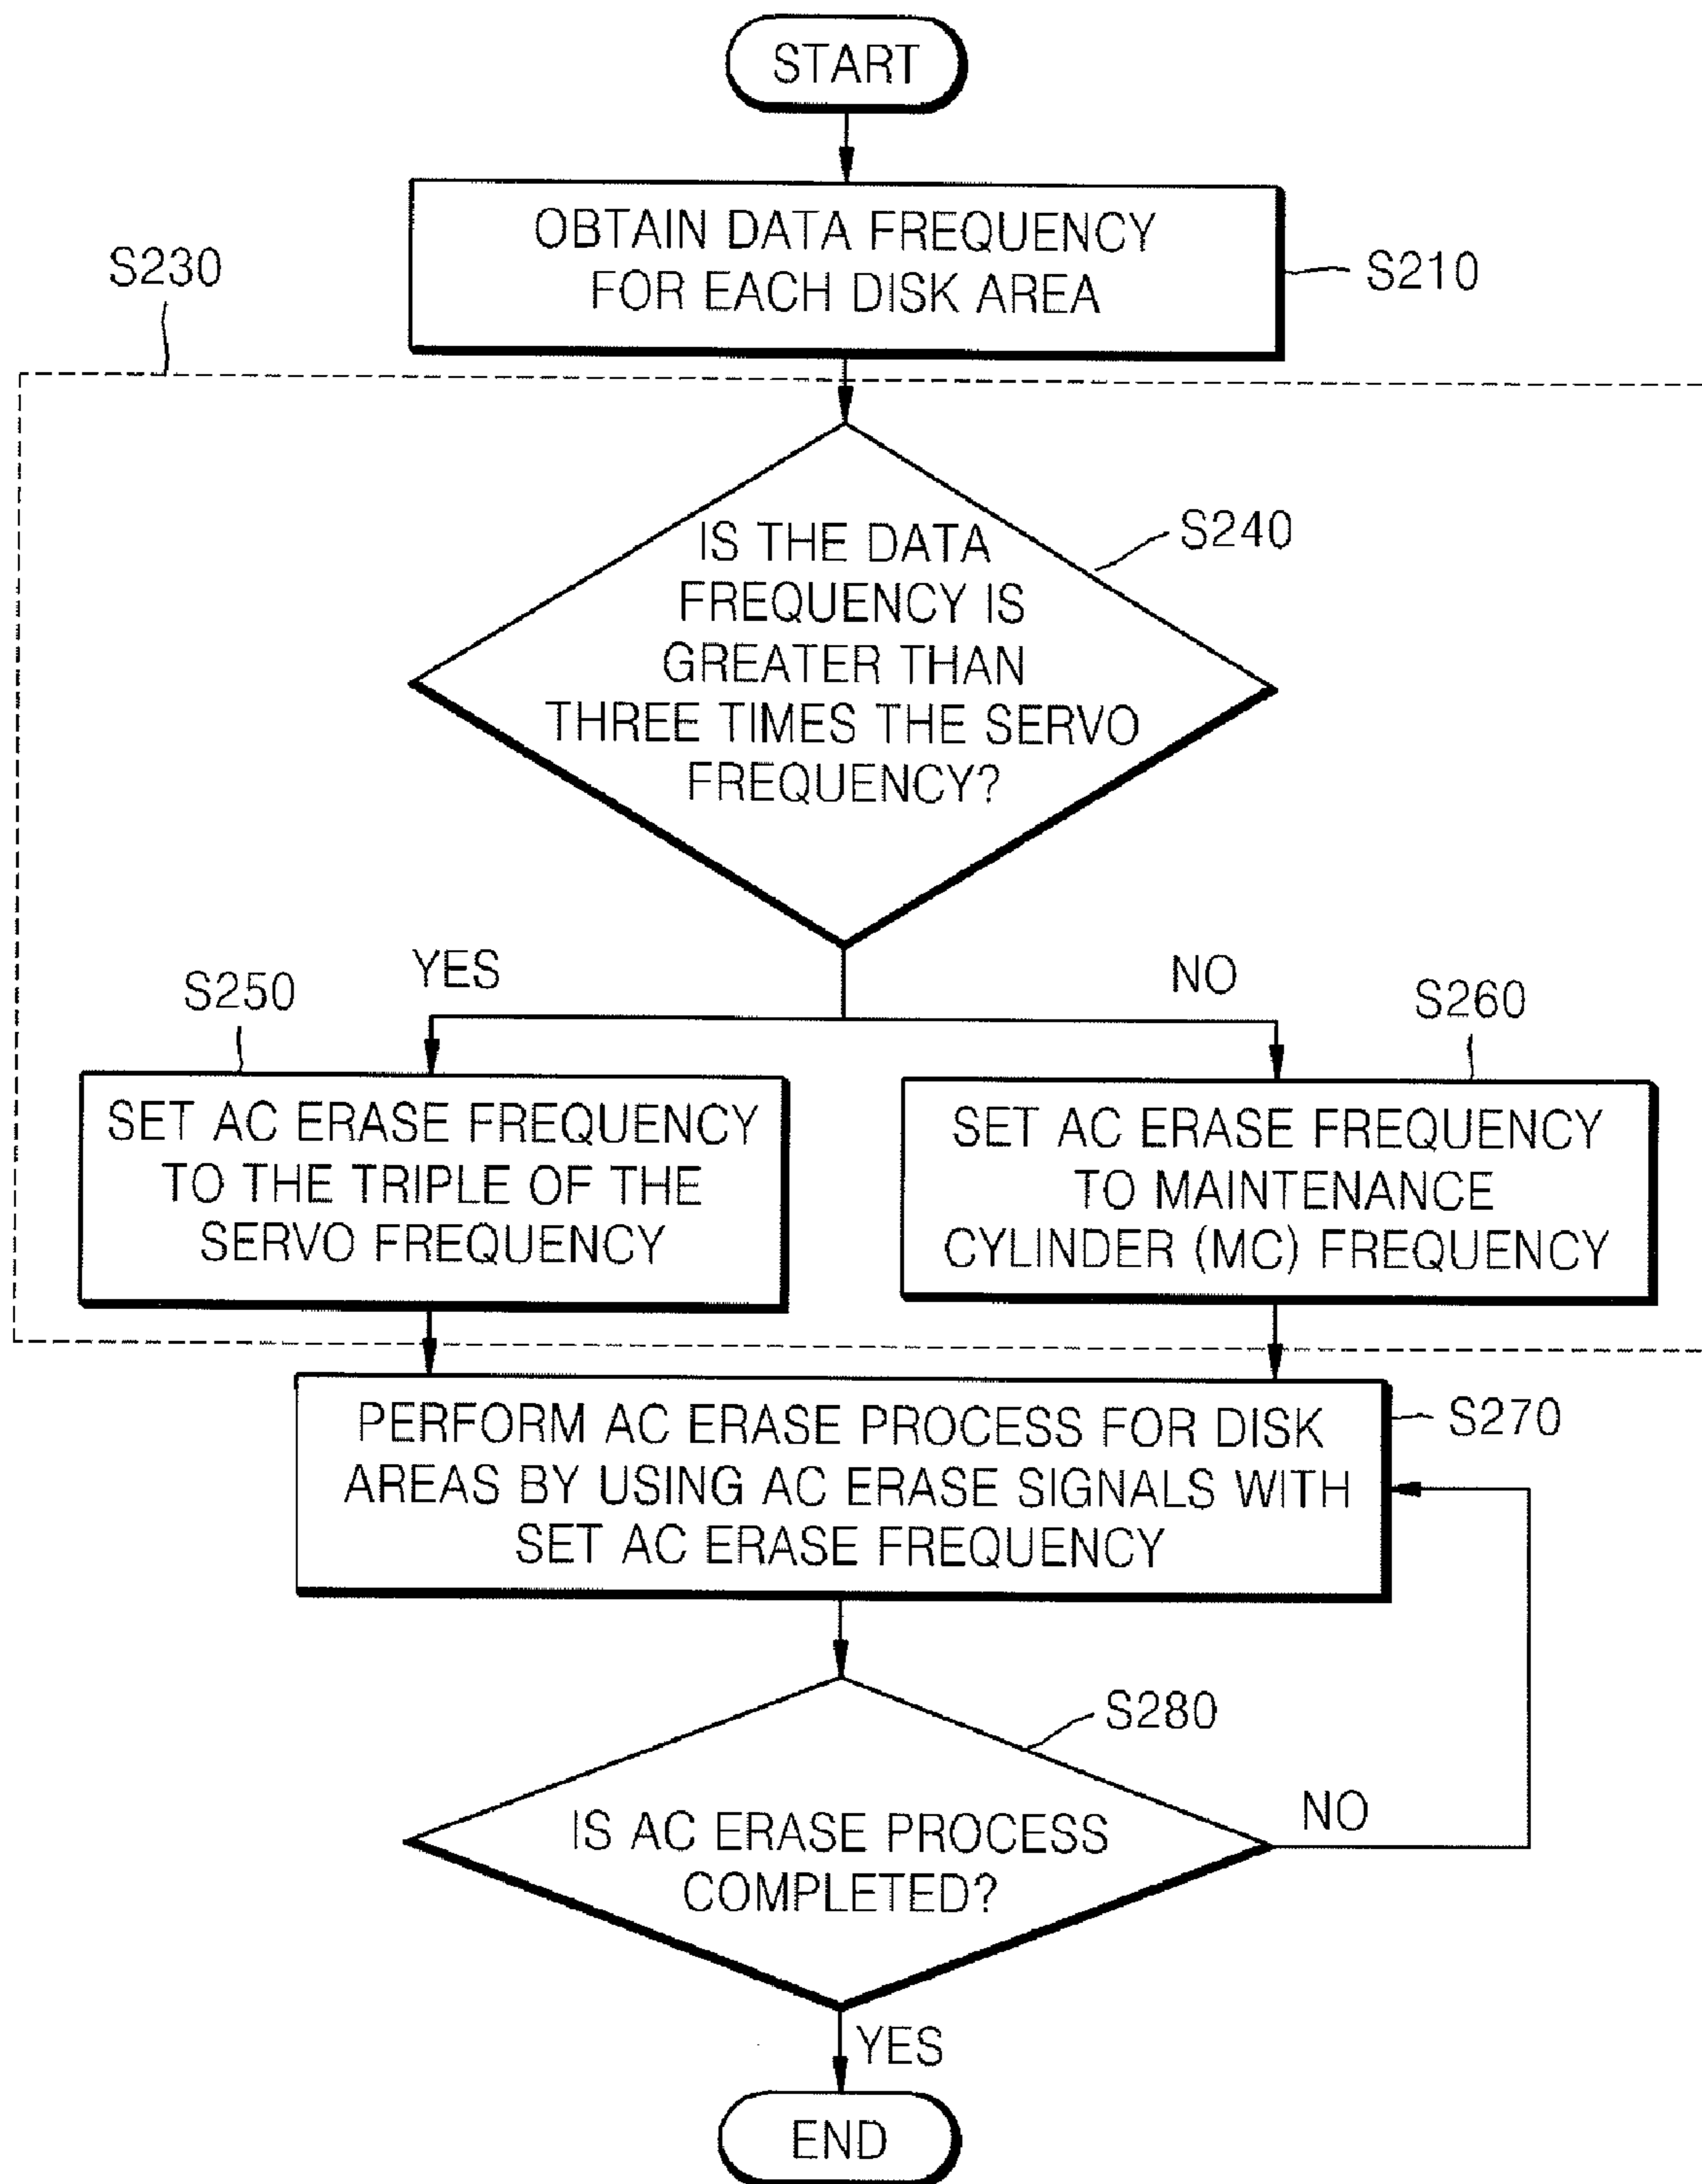 START
OBTAIN DATA FREQUENCY
FOR EACH DISK AREA
S210
S230
IS THE DATA
FREQUENCY IS
GREATER THAN
THREE TIMES THE SERVO
FREQUENCY?
S240
YES
NO
S250
S260
SET AC ERASE FREQUENCY
TO THE TRIPLE OF THE
SERVO FREQUENCY
SET AC ERASE FREQUENCY
TO MAINTENANCE
CYLINDER (MC) FREQUENCY
PERFORM AC ERASE PROCESS FOR DISK
AREAS BY USING AC ERASE SIGNALS WITH
SET AC ERASE FREQUENCY
S270
S280
IS AC ERASE PROCESS
COMPLETED?
NO
YES
END